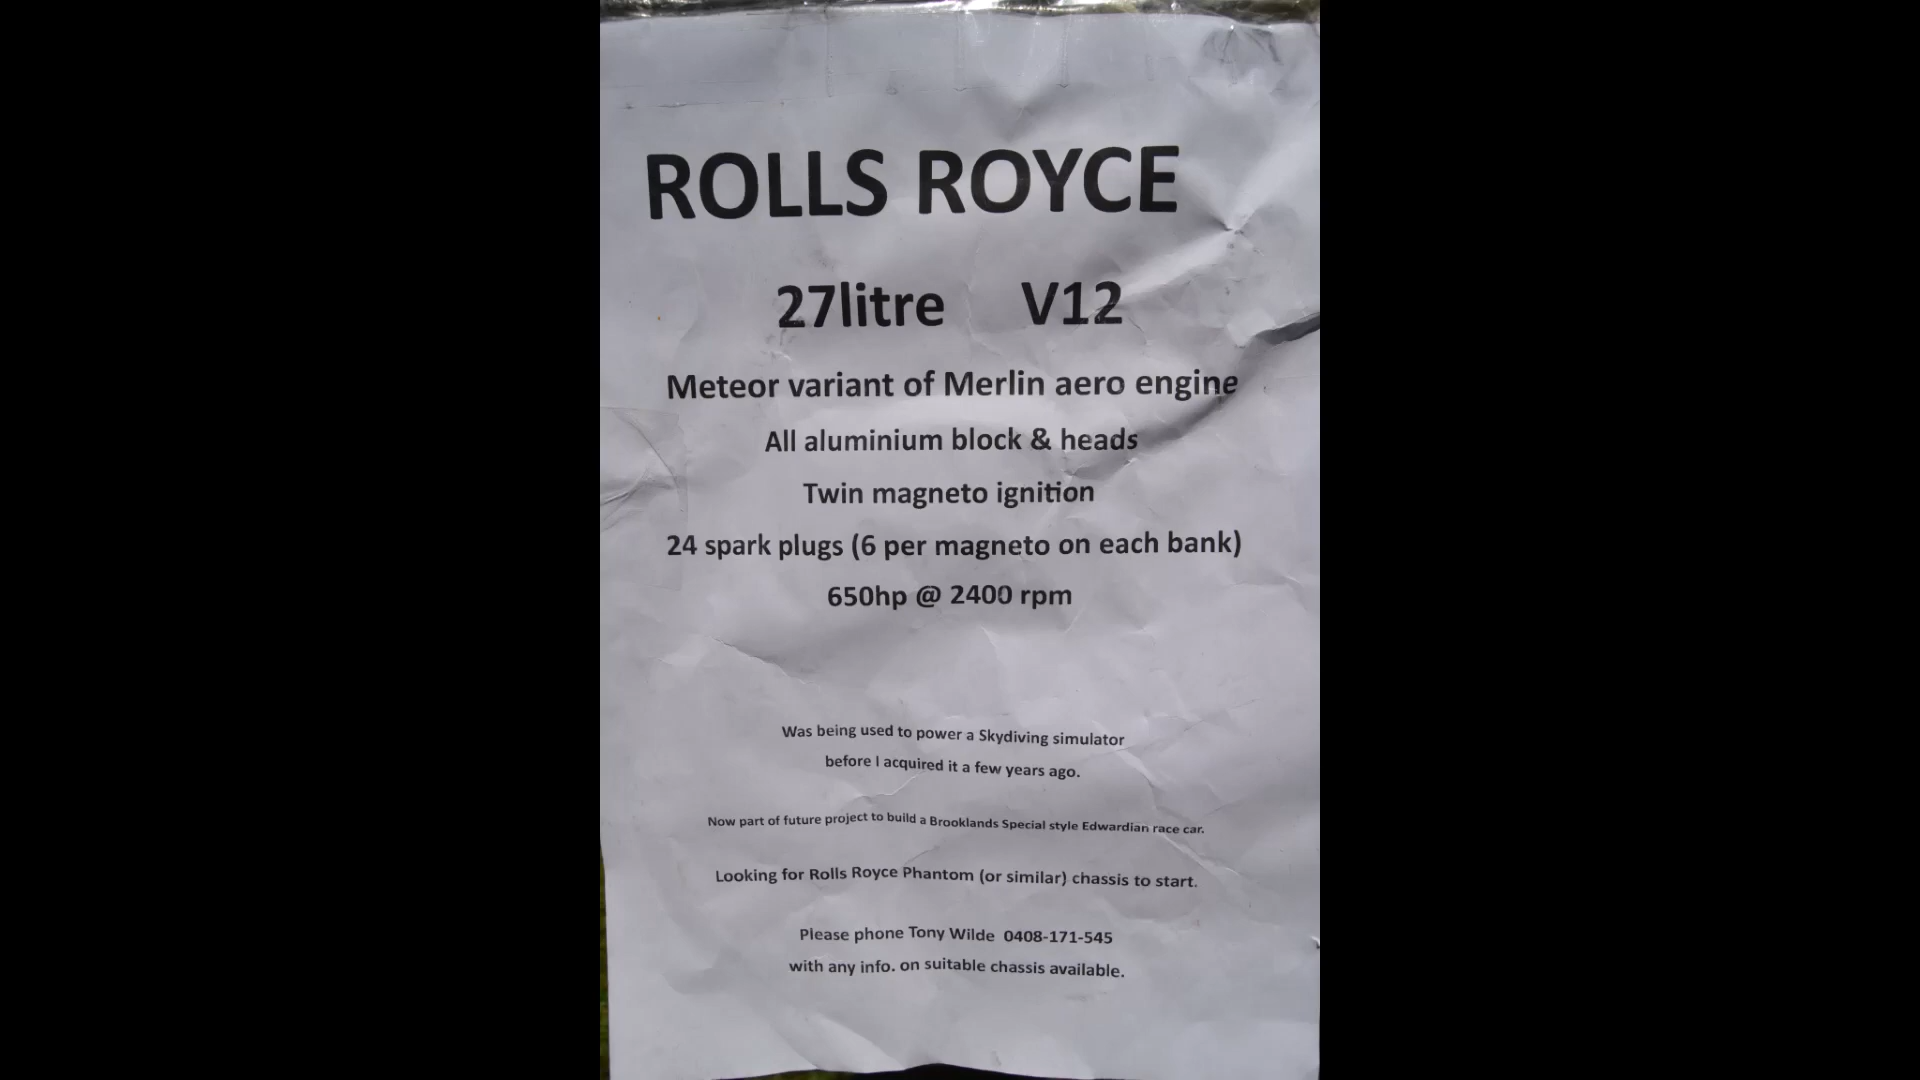 ROLLS ROYCE
27litre V12
Meteor variant of Merlin aero engine
All aluminium block & heads
Twin magneto ignition
24 spark plugs (6 per magneto on each bank)
650hp @ 2400 rpm
Was being used to power a Skydiving simulator
before I acquired it a few years ago.
Now part of future project to build a Brooklands Special style Edwardian race car.
Looking for Rolls Royce Phantom (or similar) chassis to start.
Please phone Tony Wilde 0408-171-545
with any info. on suitable chassis available.